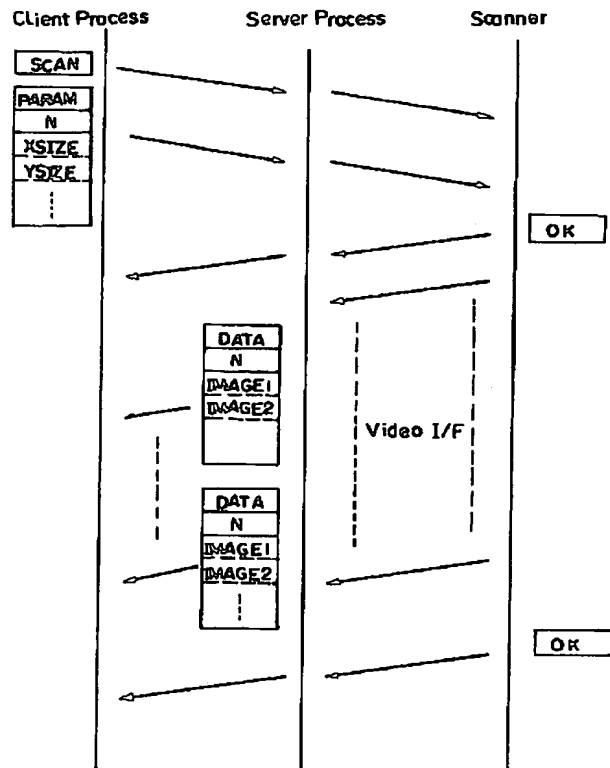 Client Process Server Process Scanner
SCAN
PARAM
N
XSIZE
YSIZE
OK
DATA
N
IMAGE1
IMAGE2
Video I/F
DATA
N
IMAGE1
IMAGE2
OK